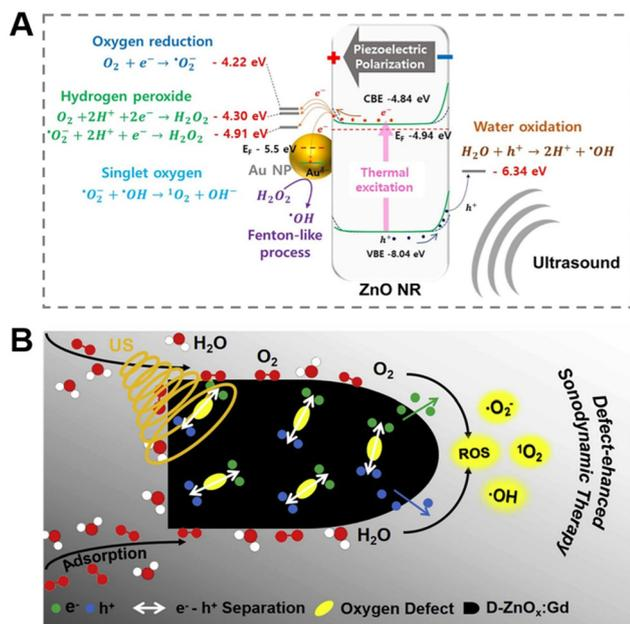 A
Oxygen reduction
O₂ + e⁻ → •O₂⁻ - 4.22 eV
Hydrogen peroxide
O₂ +2H⁺ +2e⁻ → H₂O₂ - 4.30 eV
•O₂⁻ + 2H⁺ + e⁻ → H₂O₂ - 4.91 eV
Singlet oxygen
•O₂⁻ + •OH → ¹O₂ + OH⁻
Piezoelectric
Polarization
CBE -4.84 eV
e⁻
e⁻
e⁻
E_F -4.94 eV
E_F - 5.5 eV
Au NP
H₂O₂
•OH
Fenton-like
process
Thermal
excitation
h⁺
VBE -8.04 eV
ZnO NR
Water oxidation
H₂O + h⁺ → 2H⁺ + •OH
- 6.34 eV
h⁺
Ultrasound
B
US
H₂O
O₂
O₂
H₂O
Adsorption
ROS
·O₂⁻
¹O₂
·OH
Defect-enhanced
Sonodynamic Therapy
e⁻ h⁺ e⁻ - h⁺ Separation Oxygen Defect D-ZnOₓ:Gd